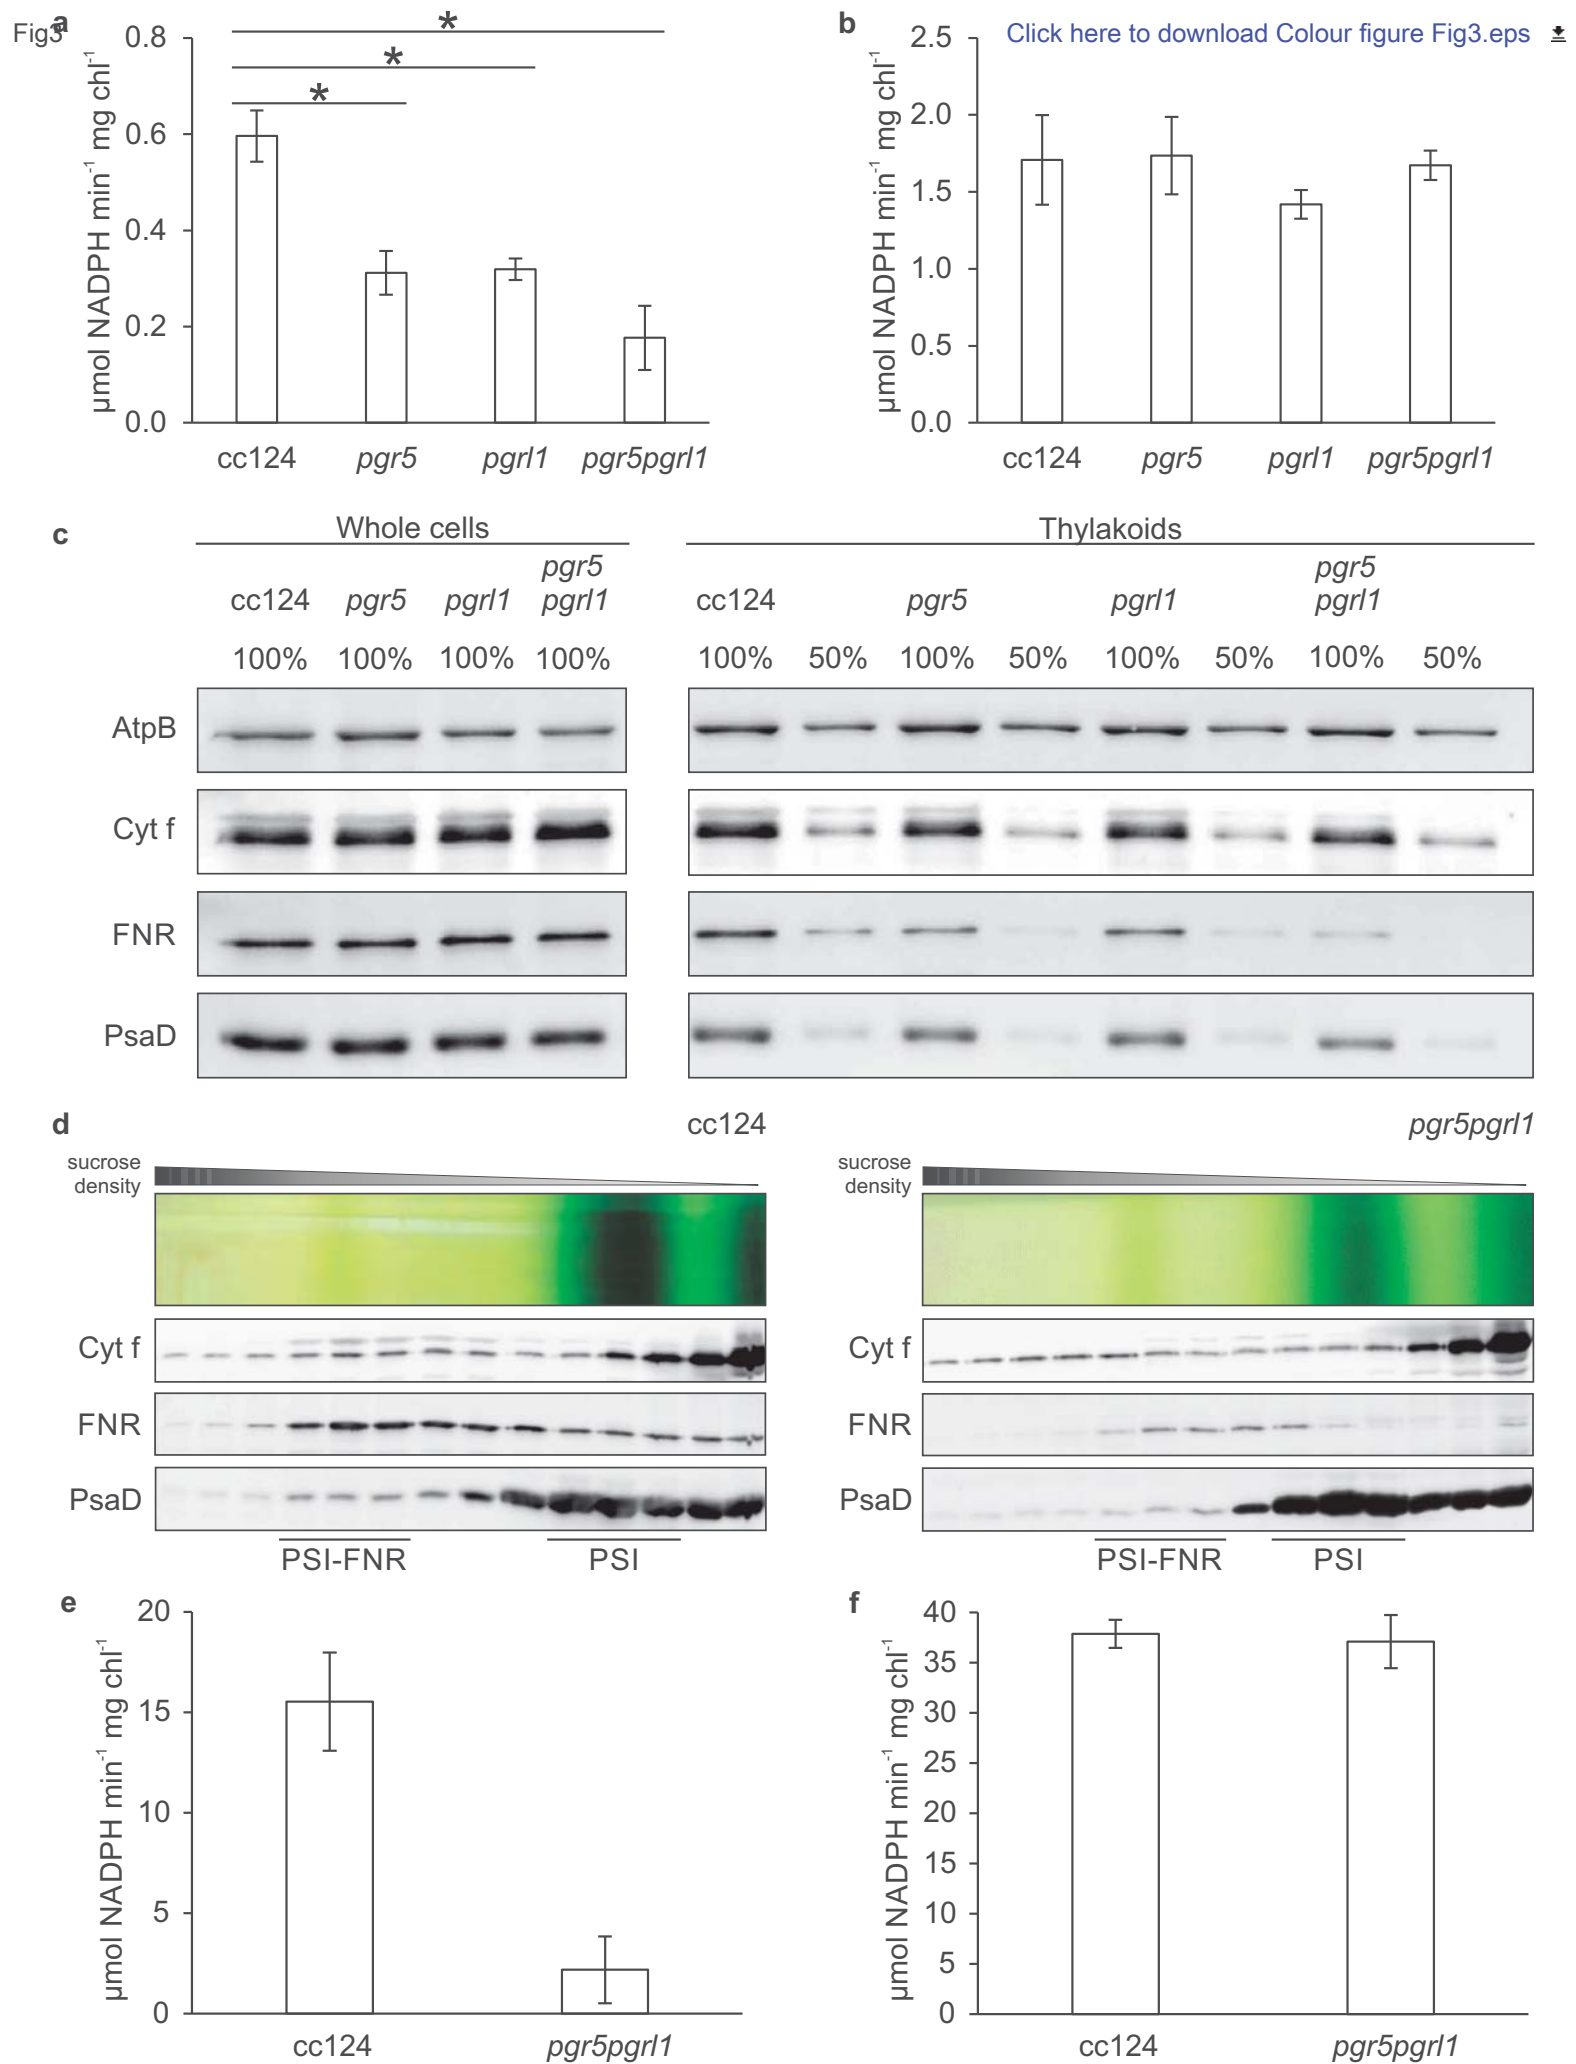 Fig3
a
Click here to download Colour figure Fig3.eps
*
*
*
µmol NADPH min-1 mg chl-1
0.8
0.6
0.4
0.2
0.0
cc124 pgr5 pgrl1 pgr5pgrl1
b
µmol NADPH min-1 mg chl-1
2.5
2.0
1.5
1.0
0.5
0.0
cc124 pgr5 pgrl1 pgr5pgrl1
c
Whole cells
cc124 pgr5 pgrl1 pgr5 pgrl1
100% 100% 100% 100%
Thylakoids
cc124 pgr5 pgrl1 pgr5 pgrl1
100% 50% 100% 50% 100% 50% 100% 50%
AtpB
Cyt f
FNR
PsaD
d
cc124
sucrose
density
Cyt f
FNR
PsaD
PSI-FNR PSI
pgr5pgrl1
sucrose
density
Cyt f
FNR
PsaD
PSI-FNR PSI
e
µmol NADPH min-1 mg chl-1
20
15
10
5
0
cc124 pgr5pgrl1
f
µmol NADPH min-1 mg chl-1
40
35
30
25
20
15
10
5
0
cc124 pgr5pgrl1